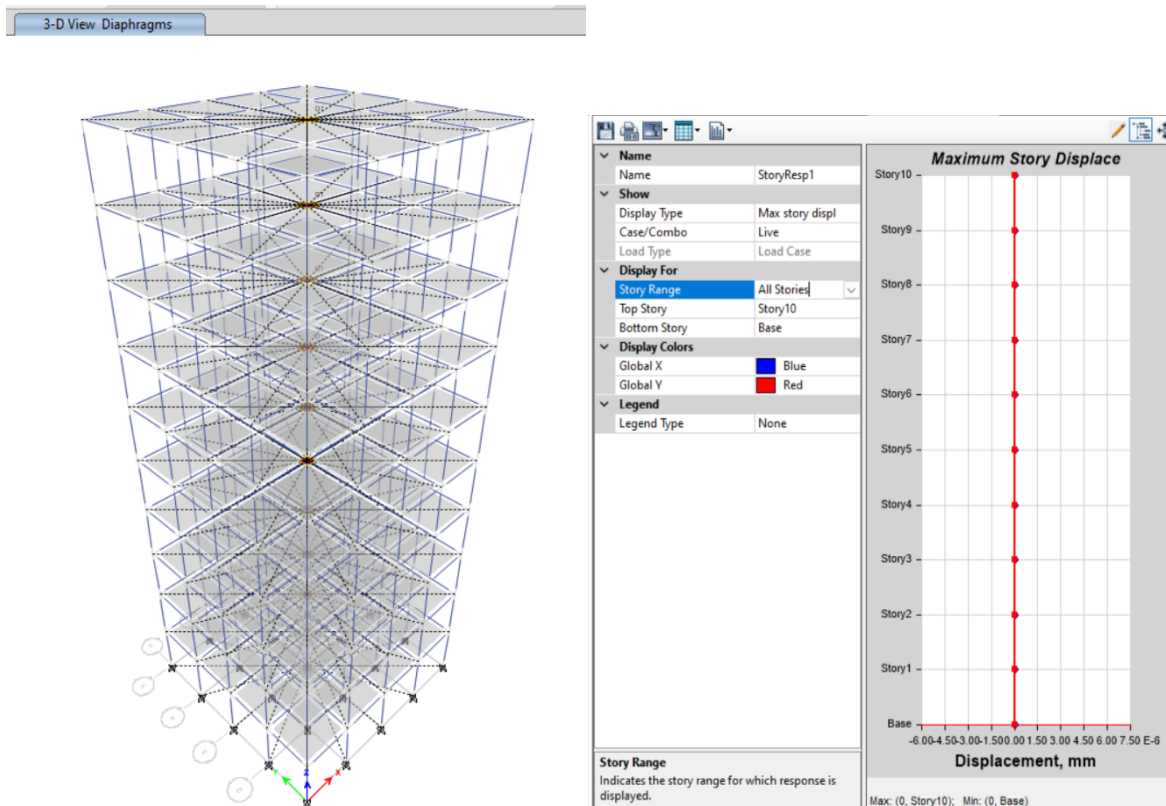 3-D View Diaphragms
Name
Name StoryResp1
Show
Display Type Max story displ
Case/Combo Live
Load Type Load Case
Display For
Story Range All Stories
Top Story Story10
Bottom Story Base
Display Colors
Global X Blue
Global Y Red
Legend
Legend Type None
Story Range
Indicates the story range for which response is
displayed.
Maximum Story Displace
Story10
Story9
Story8
Story7
Story6
Story5
Story4
Story3
Story2
Story1
Base
-6.00 -4.50 -3.00 -1.50 0.00 1.50 3.00 4.50 6.00 7.50 E-6
Displacement, mm
Max: (0, Story10); Min: (0, Base)
X
Y
Z